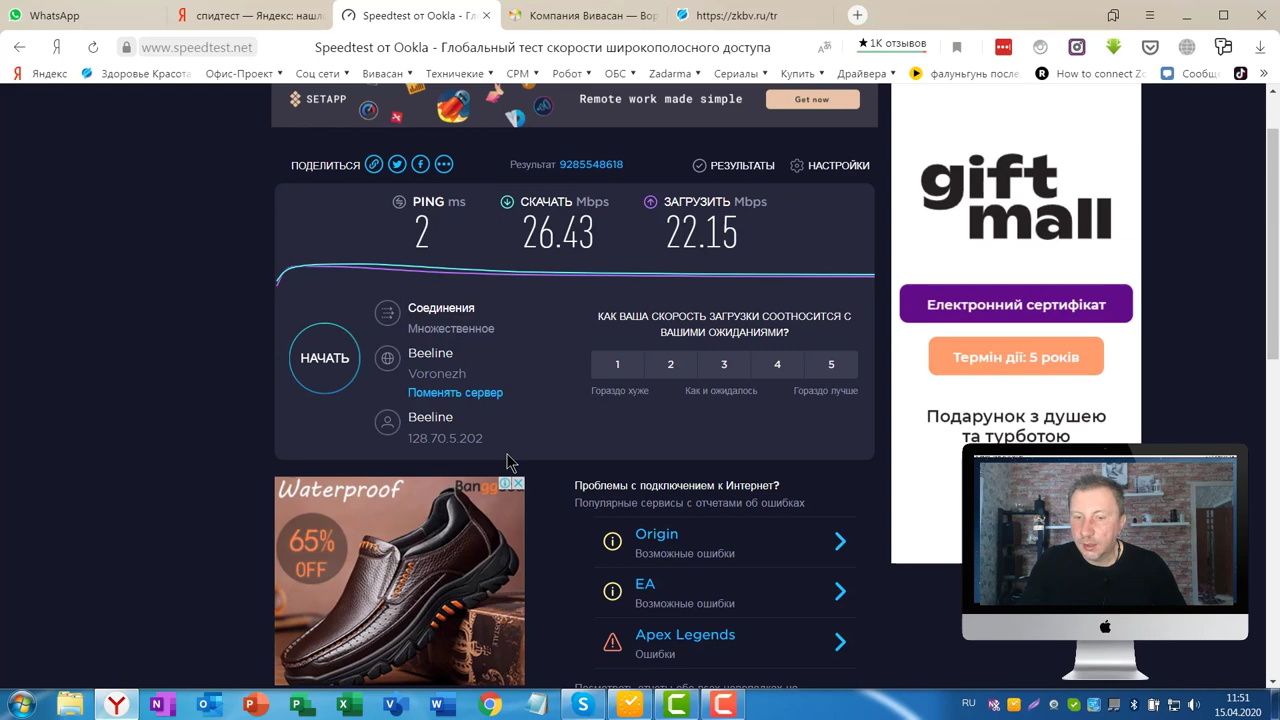 WhatsApp
спидтест — Яндекс: нашл
Speedtest от Ookla - Гл
Компания Вивасан — Вор
https://zkbv.ru/tr
www.speedtest.net
Speedtest от Ookla - Глобальный тест скорости широкополосного доступа
★1K отзывов
Яндекс
Здоровье Красота
Офис-Проект
Соц сети
Вивасан
Технические
СРМ
Робот
ОБС
Zadarma
Сериалы
Купить
Драйвера
фалуньгунь после
How to connect Zo
Сообщ
SETAPP
Remote work made simple
Get now
ПОДЕЛИТЬСЯ
Результат 9285548618
РЕЗУЛЬТАТЫ
НАСТРОЙКИ
PING ms
СКАЧАТЬ Mbps
ЗАГРУЗИТЬ Mbps
2
26.43
22.15
НАЧАТЬ
Соединения
Множественное
Beeline
Voronezh
Поменять сервер
Beeline
128.70.5.202
КАК ВАША СКОРОСТЬ ЗАГРУЗКИ СООТНОСИТСЯ С
ВАШИМИ ОЖИДАНИЯМИ?
1 2 3 4 5
Гораздо хуже
Как и ожидалось
Гораздо лучше
Waterproof
65%
OFF
Проблемы с подключением к Интернет?
Популярные сервисы с отчетами об ошибках
Origin
Возможные ошибки
EA
Возможные ошибки
Apex Legends
Ошибки
gift
mall
Електронний сертифікат
Термін дії: 5 років
Подарунок з душею
та турботою
RU
11:51
15.04.2020